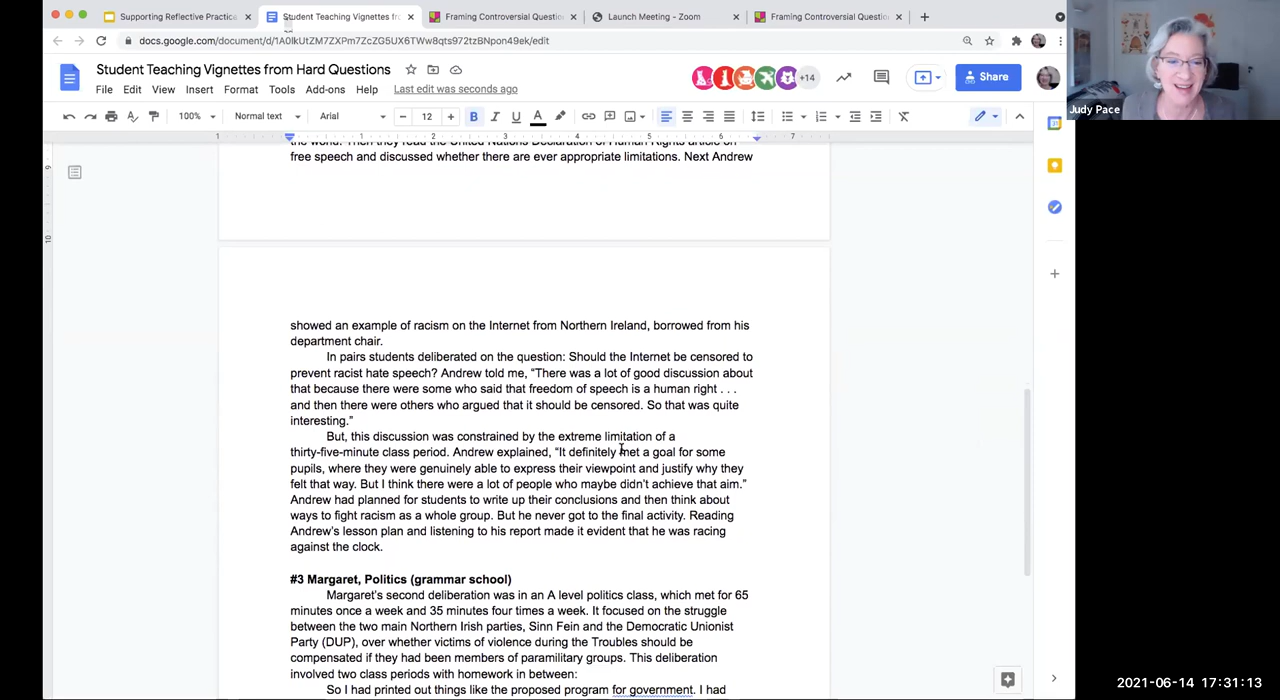 Supporting Reflective Practice
Student Teaching Vignettes fr
Framing Controversial Questio
Launch Meeting - Zoom
Framing Controversial Questio
docs.google.com/document/d/1A0lkUtZM7ZXPm7ZcZG5UX6TWw8qts972tzBNpon49ek/edit
Student Teaching Vignettes from Hard Questions
+14
Share
File Edit View Insert Format Tools Add-ons Help Last edit was seconds ago
100% Normal text Arial 12 B I U A
1 1 2 3 4 5 6 7
Judy Pace
free speech and discussed whether there are ever appropriate limitations. Next Andrew
showed an example of racism on the Internet from Northern Ireland, borrowed from his
department chair.
In pairs students deliberated on the question: Should the Internet be censored to
prevent racist hate speech? Andrew told me, “There was a lot of good discussion about
that because there were some who said that freedom of speech is a human right . . .
and then there were others who argued that it should be censored. So that was quite
interesting.”
But, this discussion was constrained by the extreme limitation of a
thirty-five-minute class period. Andrew explained, “It definitely met a goal for some
pupils, where they were genuinely able to express their viewpoint and justify why they
felt that way. But I think there were a lot of people who maybe didn’t achieve that aim.”
Andrew had planned for students to write up their conclusions and then think about
ways to fight racism as a whole group. But he never got to the final activity. Reading
Andrew’s lesson plan and listening to his report made it evident that he was racing
against the clock.
#3 Margaret, Politics (grammar school)
Margaret’s second deliberation was in an A level politics class, which met for 65
minutes once a week and 35 minutes four times a week. It focused on the struggle
between the two main Northern Irish parties, Sinn Fein and the Democratic Unionist
Party (DUP), over whether victims of violence during the Troubles should be
compensated if they had been members of paramilitary groups. This deliberation
involved two class periods with homework in between:
So I had printed out things like the proposed program for government. I had
2021-06-14 17:31:13